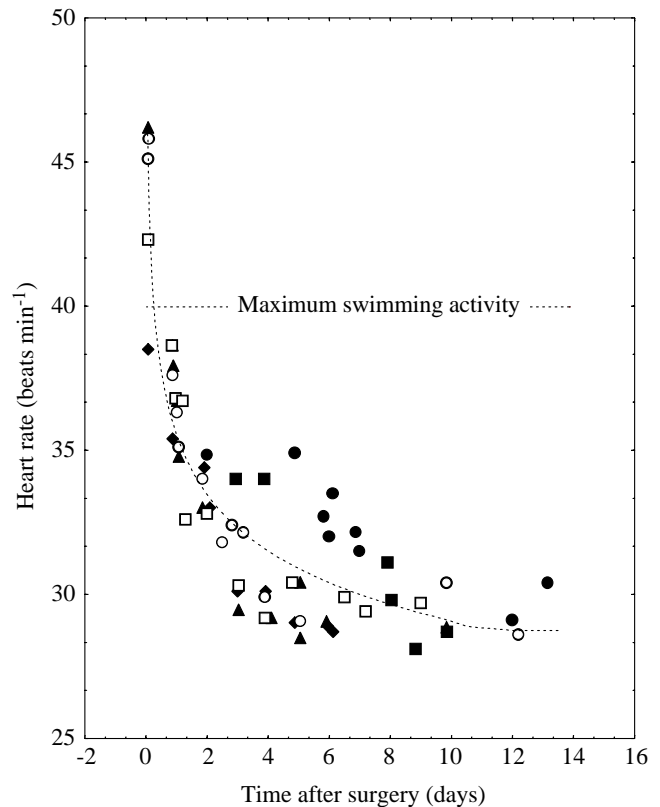 50
45
40
35
30
25
Heart rate (beats min⁻¹)
Maximum swimming activity
-2 0 2 4 6 8 10 12 14 16
Time after surgery (days)